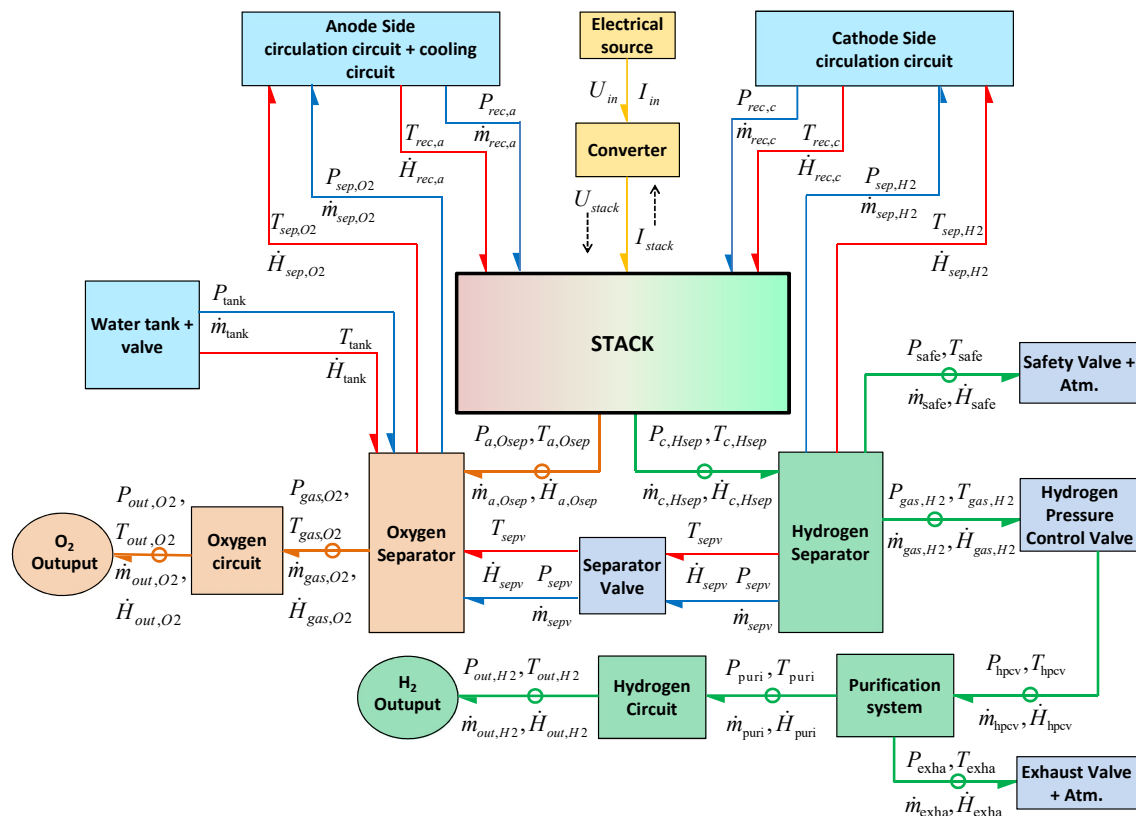 Anode Side
circulation circuit + cooling
circuit
Electrical
source
Cathode Side
circulation circuit
U_in
I_in
P_rec,a
ṁ_rec,a
T_rec,a
Ḣ_rec,a
Converter
P_rec,c
ṁ_rec,c
T_rec,c
Ḣ_rec,c
P_sep,O2
ṁ_sep,O2
T_sep,O2
Ḣ_sep,O2
U_stack
I_stack
P_sep,H2
ṁ_sep,H2
T_sep,H2
Ḣ_sep,H2
Water tank +
valve
P_tank
ṁ_tank
T_tank
Ḣ_tank
STACK
P_safe, T_safe
ṁ_safe, Ḣ_safe
Safety Valve +
Atm.
P_a,Osep, T_a,Osep
ṁ_a,Osep, Ḣ_a,Osep
P_c,Hsep, T_c,Hsep
ṁ_c,Hsep, Ḣ_c,Hsep
O2
Outuput
P_out,O2,
T_out,O2
ṁ_out,O2,
Ḣ_out,O2
Oxygen
circuit
P_gas,O2,
T_gas,O2
ṁ_gas,O2,
Ḣ_gas,O2
Oxygen
Separator
T_sepv
Ḣ_sepv
P_sepv
ṁ_sepv
Separator
Valve
T_sepv
Ḣ_sepv
P_sepv
ṁ_sepv
Hydrogen
Separator
P_gas,H2, T_gas,H2
ṁ_gas,H2, Ḣ_gas,H2
Hydrogen
Pressure
Control Valve
H2
Outuput
P_out,H2, T_out,H2
ṁ_out,H2, Ḣ_out,H2
Hydrogen
Circuit
P_puri, T_puri
ṁ_puri, Ḣ_puri
Purification
system
P_hpcv, T_hpcv
ṁ_hpcv, Ḣ_hpcv
P_exha, T_exha
ṁ_exha, Ḣ_exha
Exhaust Valve
+ Atm.